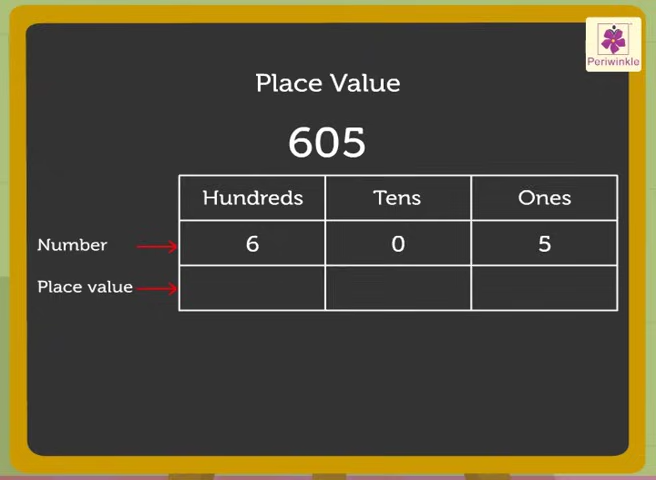 Periwinkle
Place Value
605
Hundreds Tens Ones
Number 6 0 5
Place value